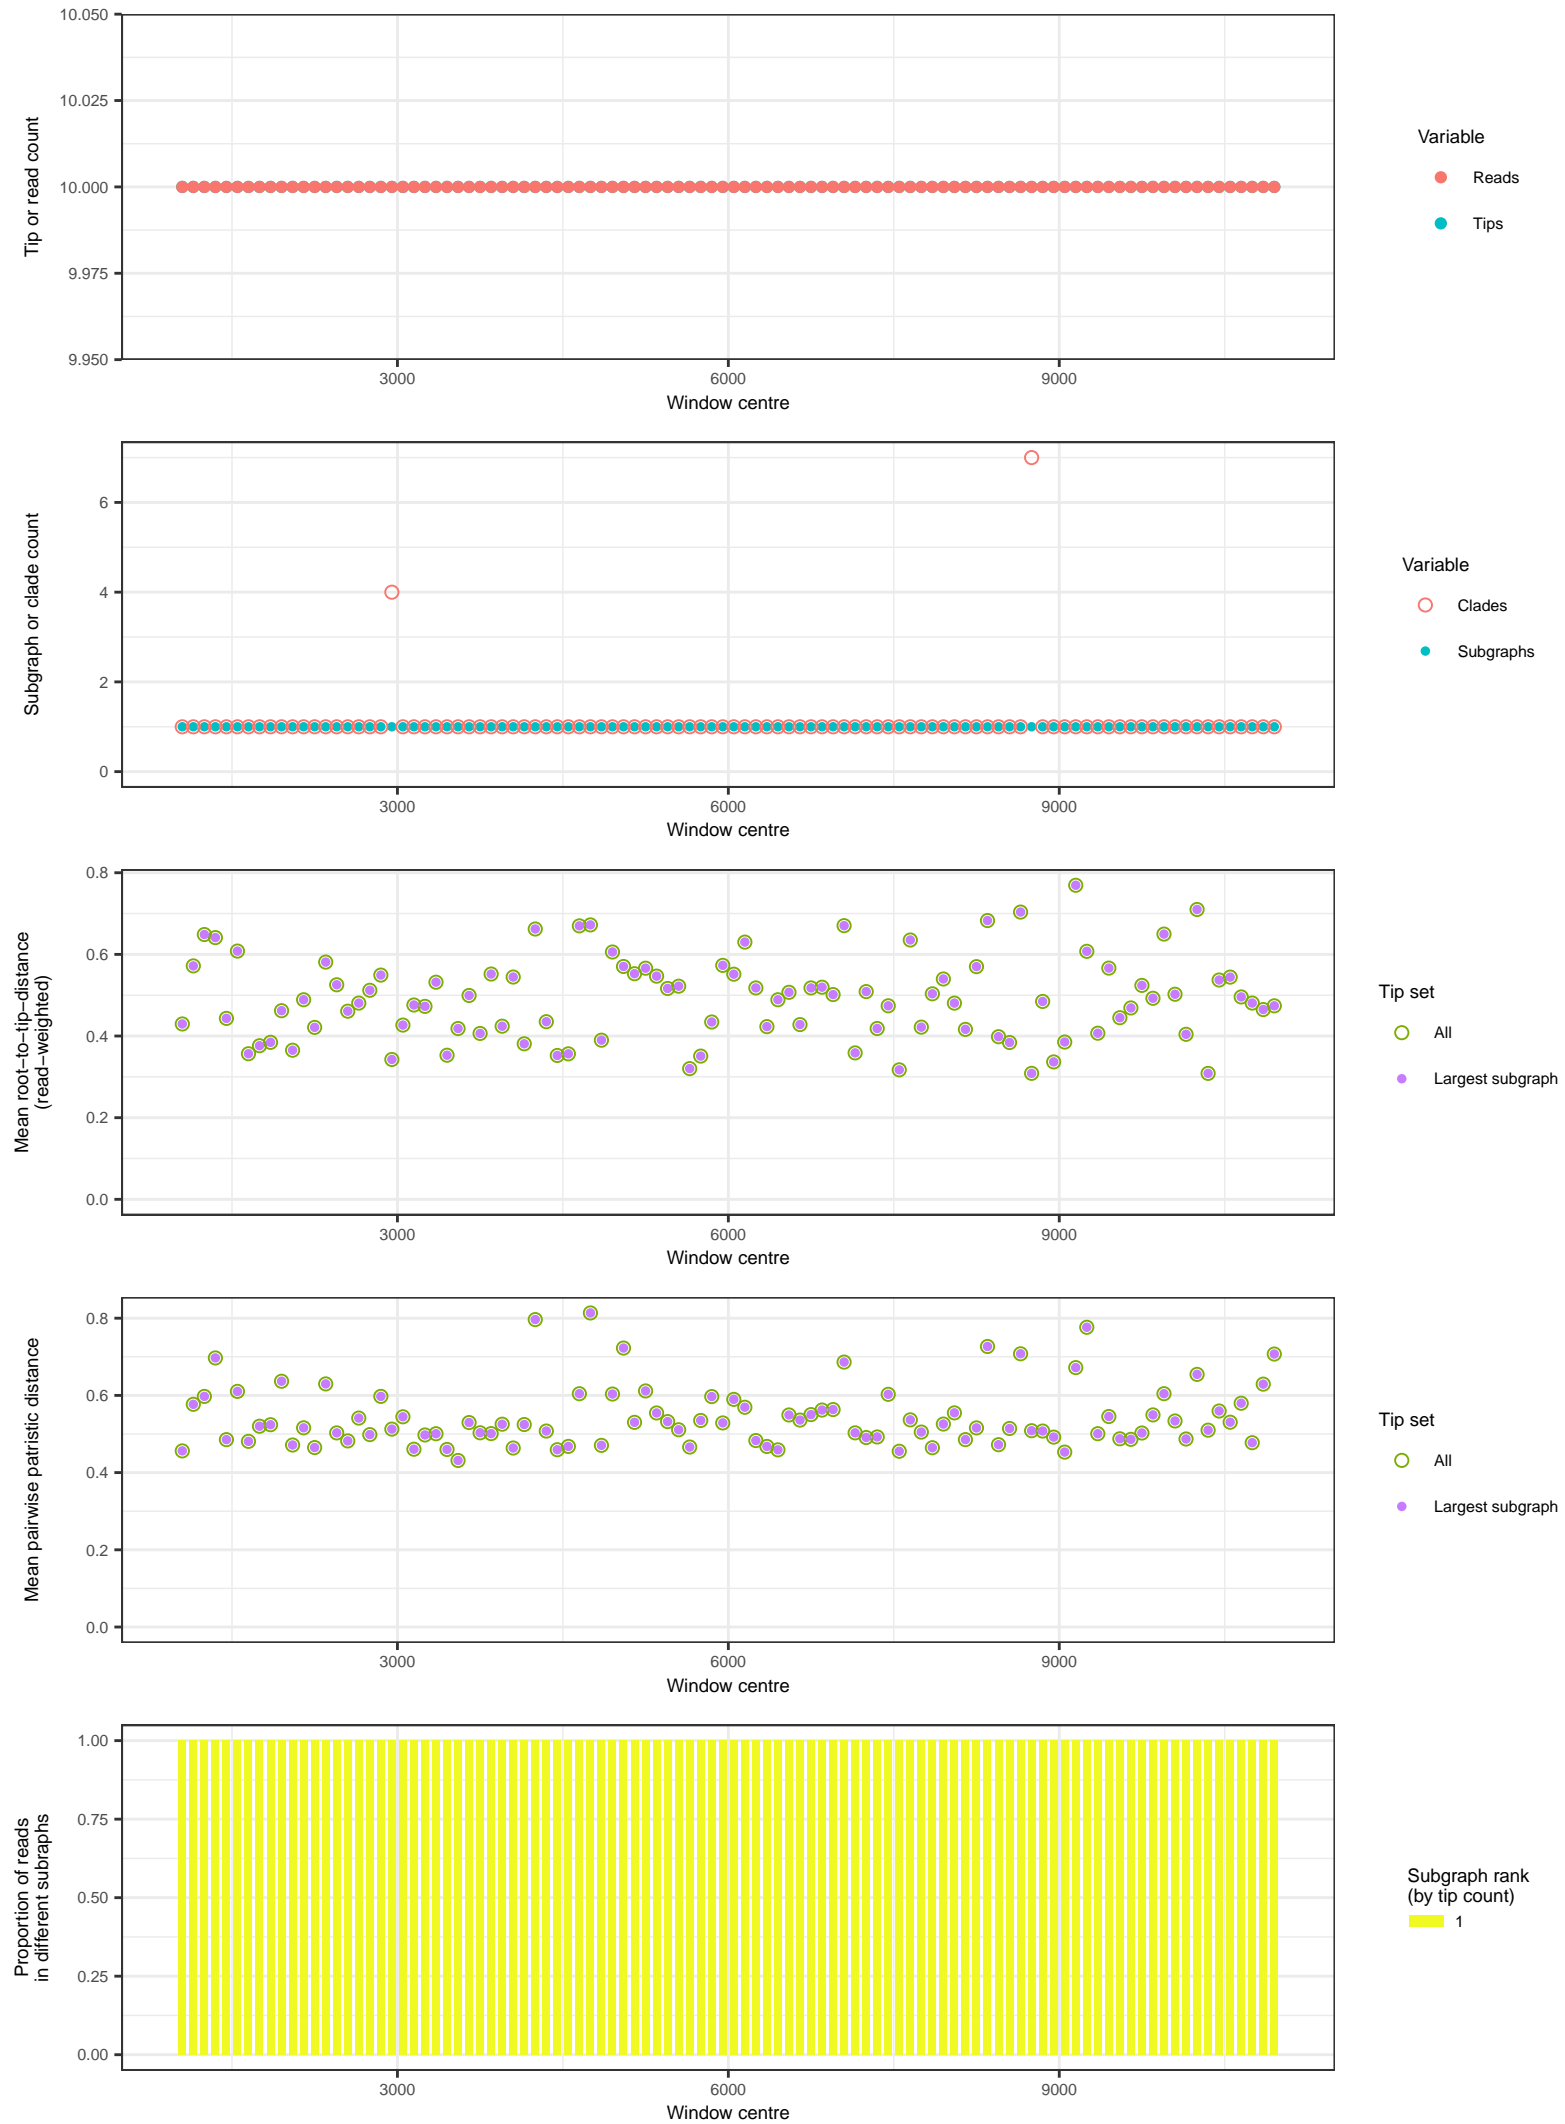 10.050
10.025
10.000
9.975
9.950
Tip or read count
3000 6000 9000
Window centre
Variable
Reads
Tips
6
4
2
0
Subgraph or clade count
3000 6000 9000
Window centre
Variable
Clades
Subgraphs
0.8
0.6
0.4
0.2
0.0
Mean root−to−tip−distance
(read−weighted)
3000 6000 9000
Window centre
Tip set
All
Largest subgraph
0.8
0.6
0.4
0.2
0.0
Mean pairwise patristic distance
3000 6000 9000
Window centre
Tip set
All
Largest subgraph
1.00
0.75
0.50
0.25
0.00
Proportion of reads
in different subraphs
3000 6000 9000
Window centre
Subgraph rank
(by tip count)
1